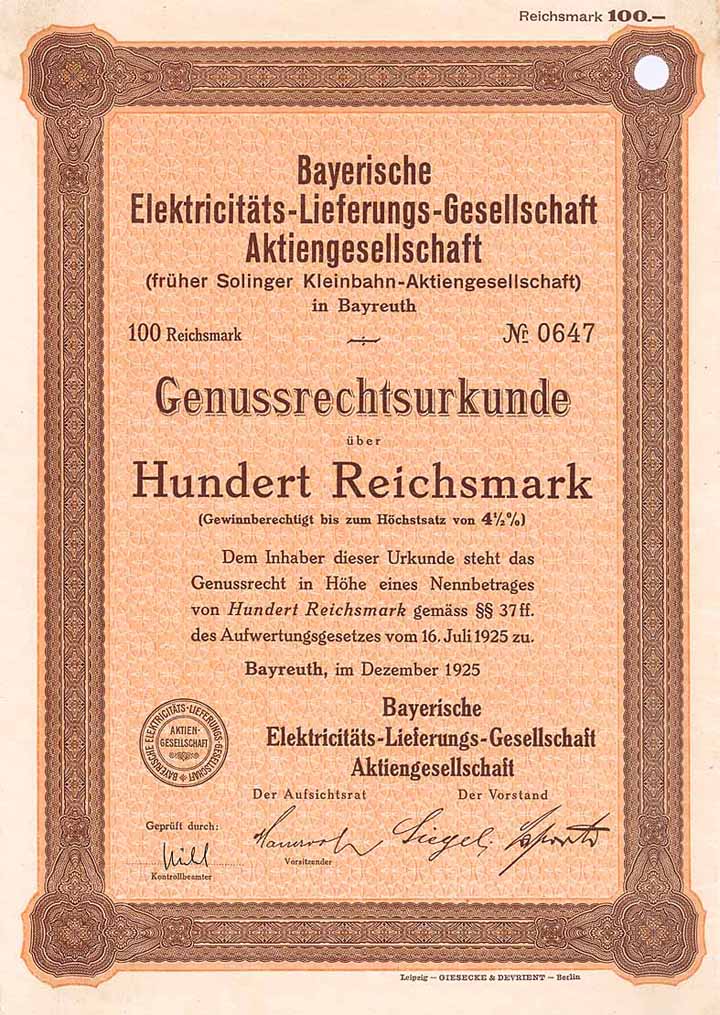 Reichsmark 100.—
Bayerische
Elektricitäts-Lieferungs-Gesellschaft
Aktiengesellschaft
(früher Solinger Kleinbahn-Aktiengesellschaft)
in Bayreuth
100 Reichsmark
№ 0647
Genussrechtsurkunde
über
Hundert Reichsmark
(Gewinnberechtigt bis zum Höchstsatz von 4½%)
Dem Inhaber dieser Urkunde steht das
Genussrecht in Höhe eines Nennbetrages
von Hundert Reichsmark gemäss §§ 37 ff.
des Aufwertungsgesetzes vom 16. Juli 1925 zu.
Bayreuth, im Dezember 1925
BAYERISCHE ELEKTRICITÄTS-LIEFERUNGS-GESELLSCHAFT
AKTIEN-
GESELLSCHAFT
Bayerische
Elektricitäts-Lieferungs-Gesellschaft
Aktiengesellschaft
Der Aufsichtsrat
Der Vorstand
Geprüft durch:
Siegel
Vorsitzender
Kontrollbeamter
Leipzig — GIESECKE & DEVRIENT — Berlin